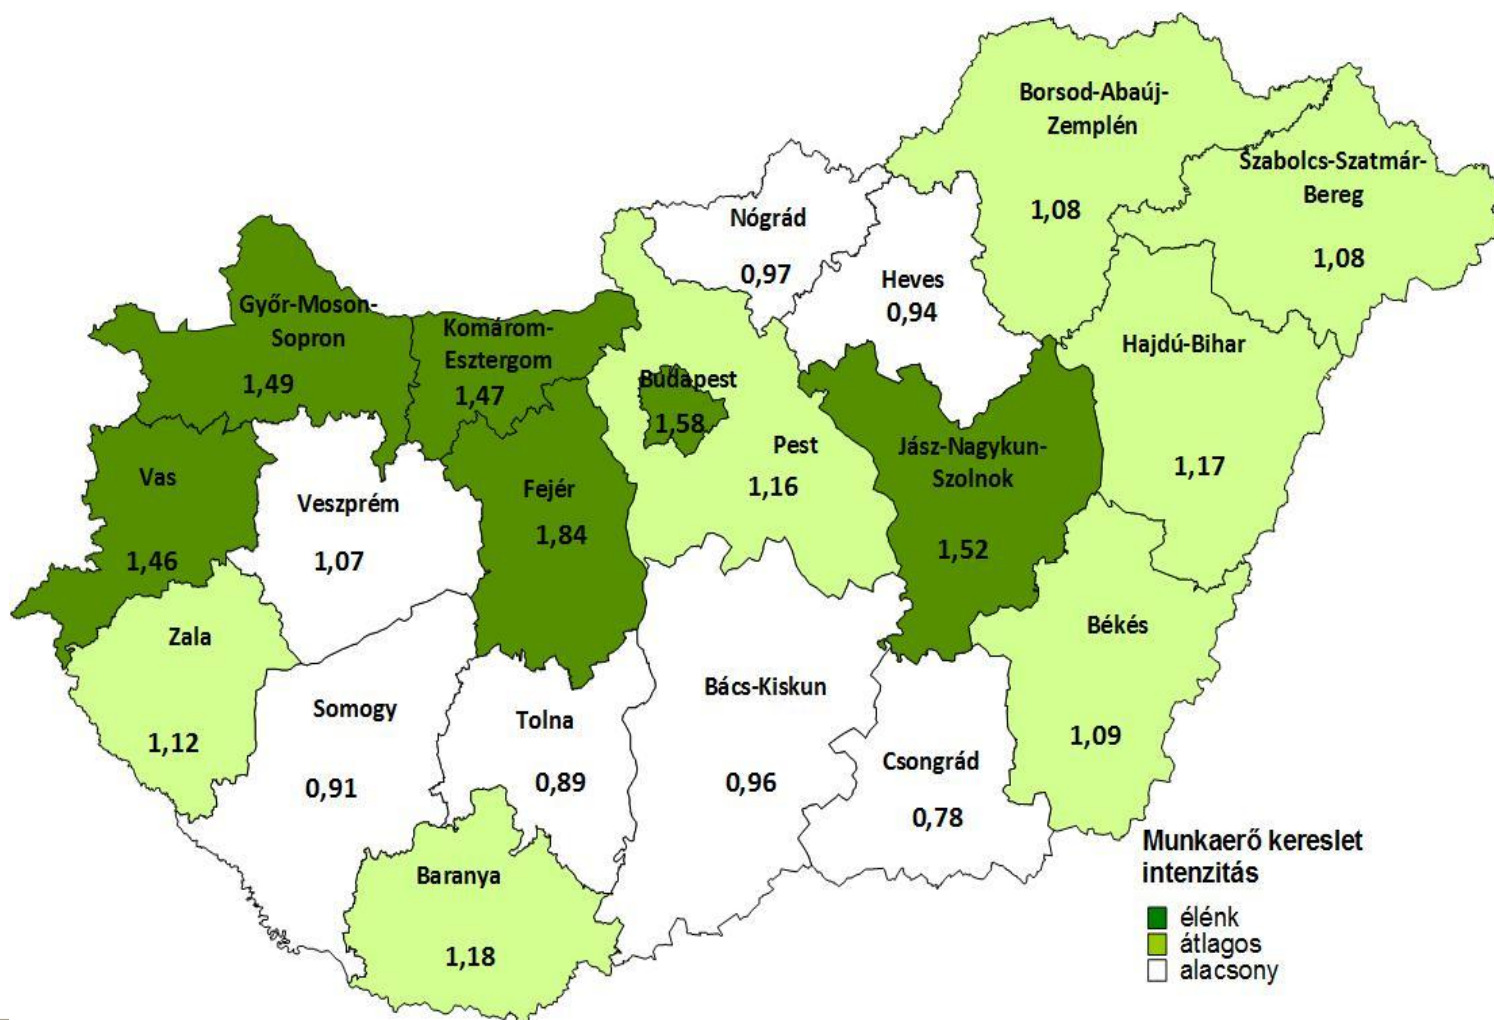 Borsod-Abaúj-
Zemplén
1,08
Szabolcs-Szatmár-
Bereg
1,08
Nógrád
0,97
Heves
0,94
Győr-Moson-
Sopron
1,49
Komárom-
Esztergom
1,47
Hajdú-Bihar
1,17
Budapest
1,58
Pest
1,16
Jász-Nagykun-
Szolnok
1,52
Vas
1,46
Veszprém
1,07
Fejér
1,84
Zala
1,12
Somogy
0,91
Tolna
0,89
Bács-Kiskun
0,96
Békés
1,09
Csongrád
0,78
Baranya
1,18
Munkaerő kereslet
intenzitás
élénk
átlagos
alacsony